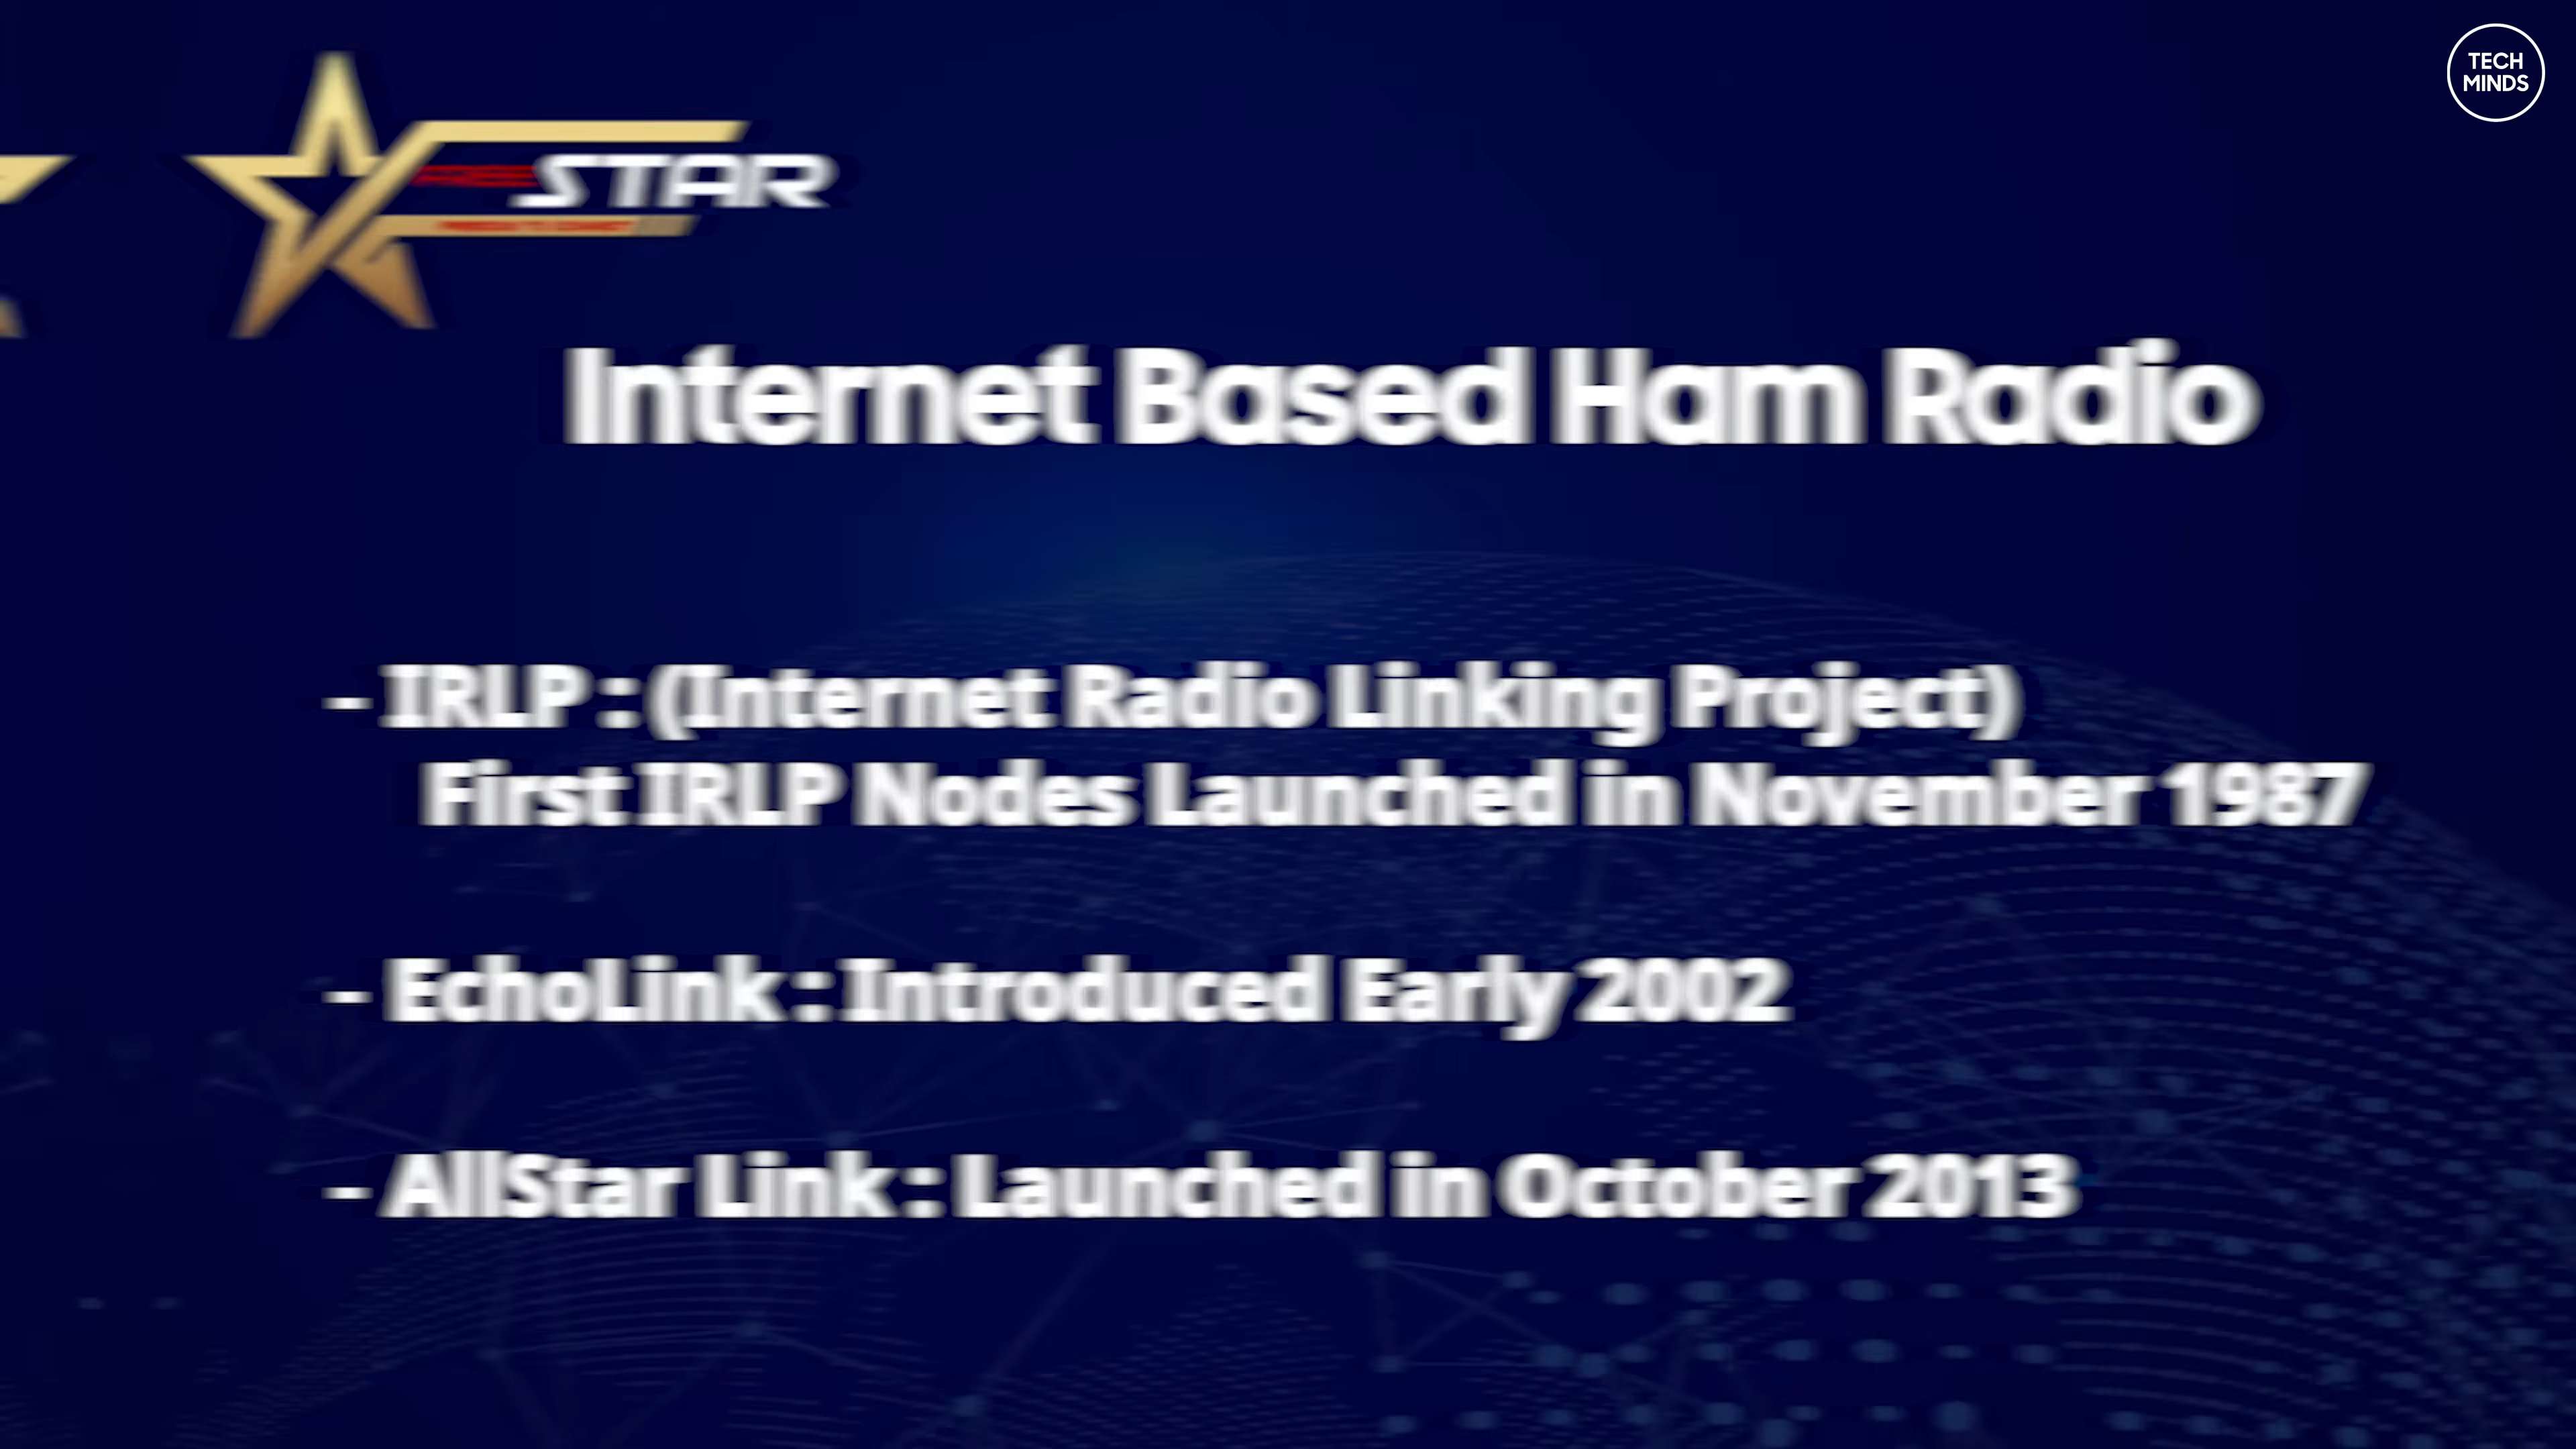 TECH
MINDS
STAR
Internet Based Ham Radio
- IRLP : (Internet Radio Linking Project)
First IRLP Nodes Launched in November 1987
- EchoLink : Introduced Early 2002
- AllStar Link : Launched in October 2013